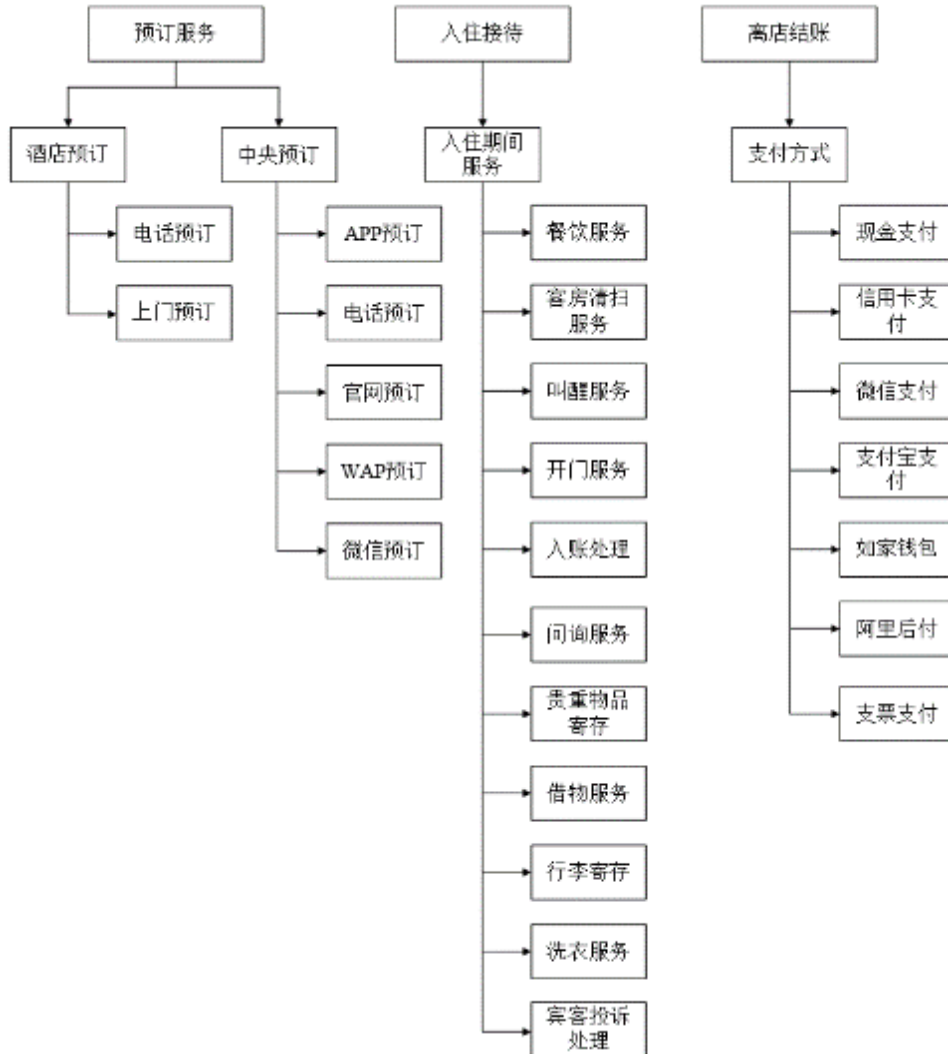 预订服务
酒店预订
电话预订
上门预订
中央预订
APP预订
电话预订
官网预订
WAP预订
微信预订
入住接待
入住期间
服务
餐饮服务
客房清扫
服务
叫醒服务
开门服务
入账处理
问询服务
贵重物品
寄存
借物服务
行李寄存
洗衣服务
宾客投诉
处理
离店结账
支付方式
现金支付
信用卡支
付
微信支付
支付宝支
付
如家钱包
阿里后付
支票支付